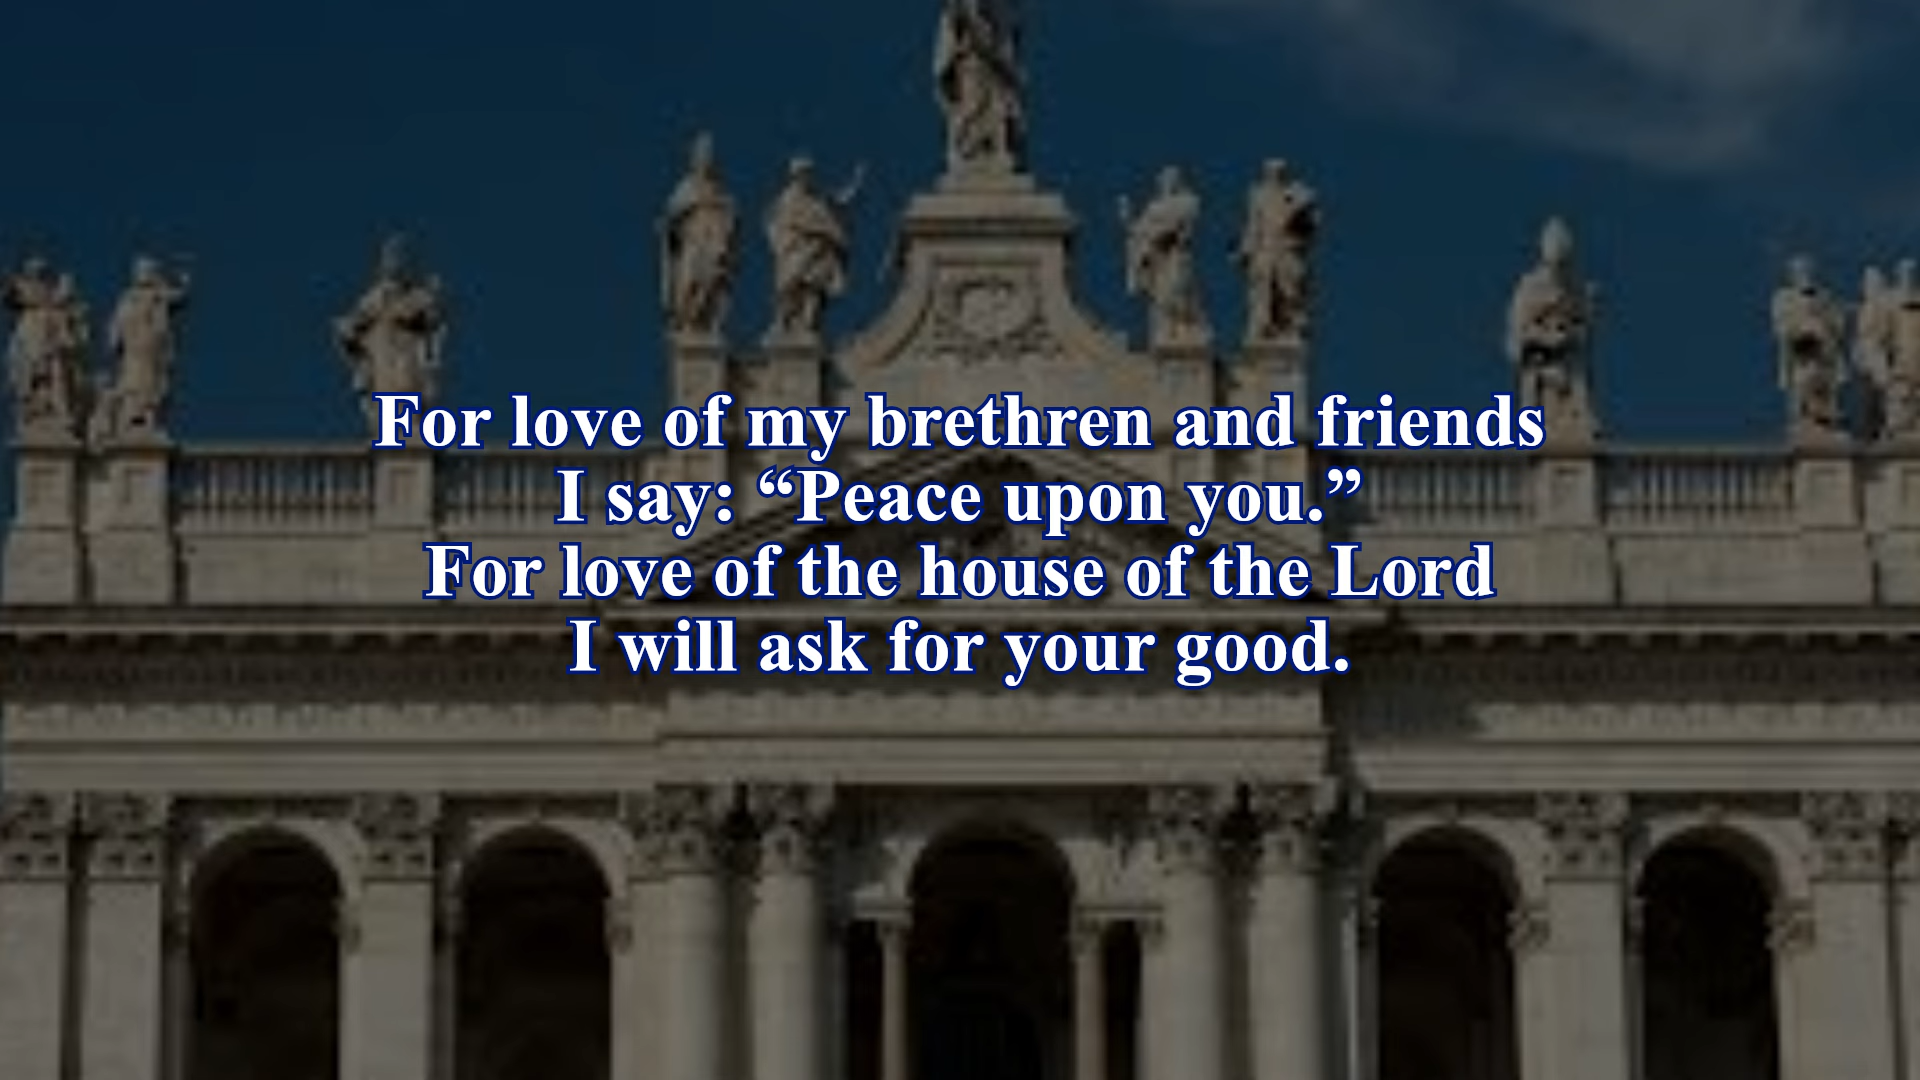 For love of my brethren and friends
I say: “Peace upon you.”
For love of the house of the Lord
I will ask for your good.